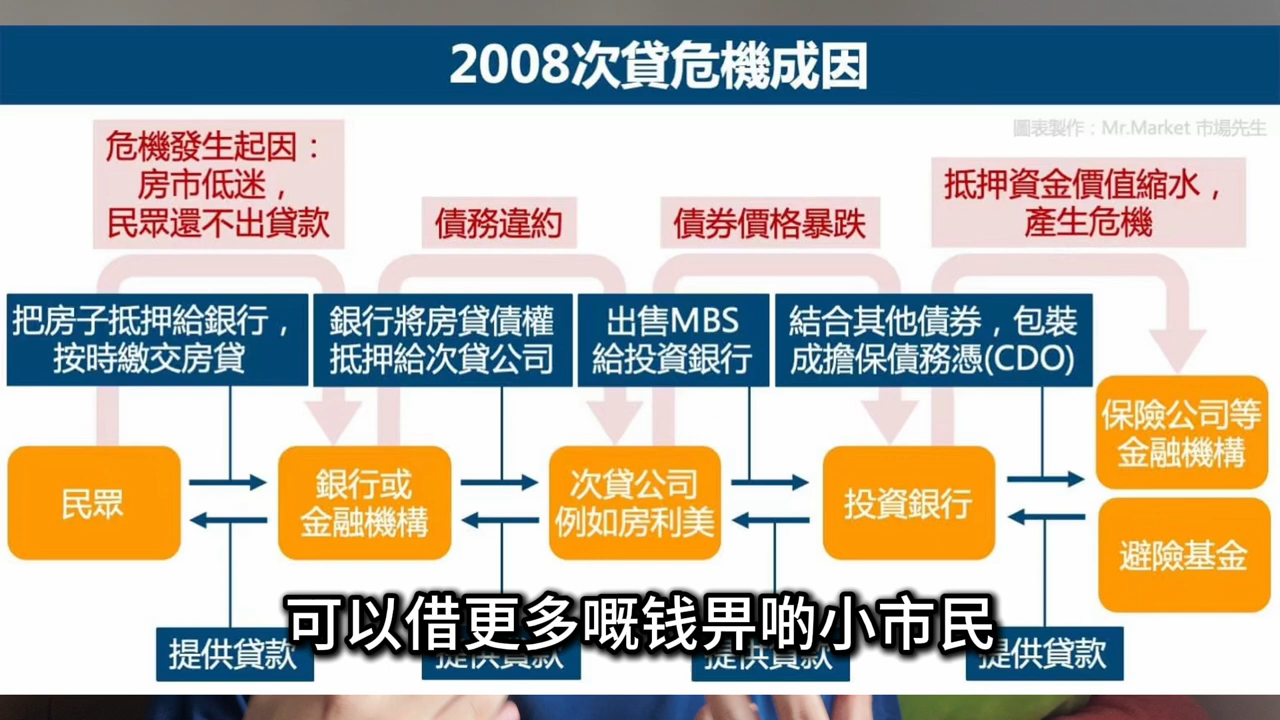 2008次貸危機成因
圖表製作：Mr.Market 市場先生
危機發生起因：
房市低迷，
民眾還不出貸款
債務違約
債券價格暴跌
抵押資金價值縮水，
產生危機
把房子抵押給銀行，
按時繳交房貸
銀行將房貸債權
抵押給次貸公司
出售MBS
給投資銀行
結合其他債券，包裝
成擔保債務憑(CDO)
民眾
銀行或
金融機構
次貸公司
例如房利美
投資銀行
保險公司等
金融機構
避險基金
可以借更多嘅钱畀啲小市民
提供貸款
提供貸款
提供貸款
提供貸款